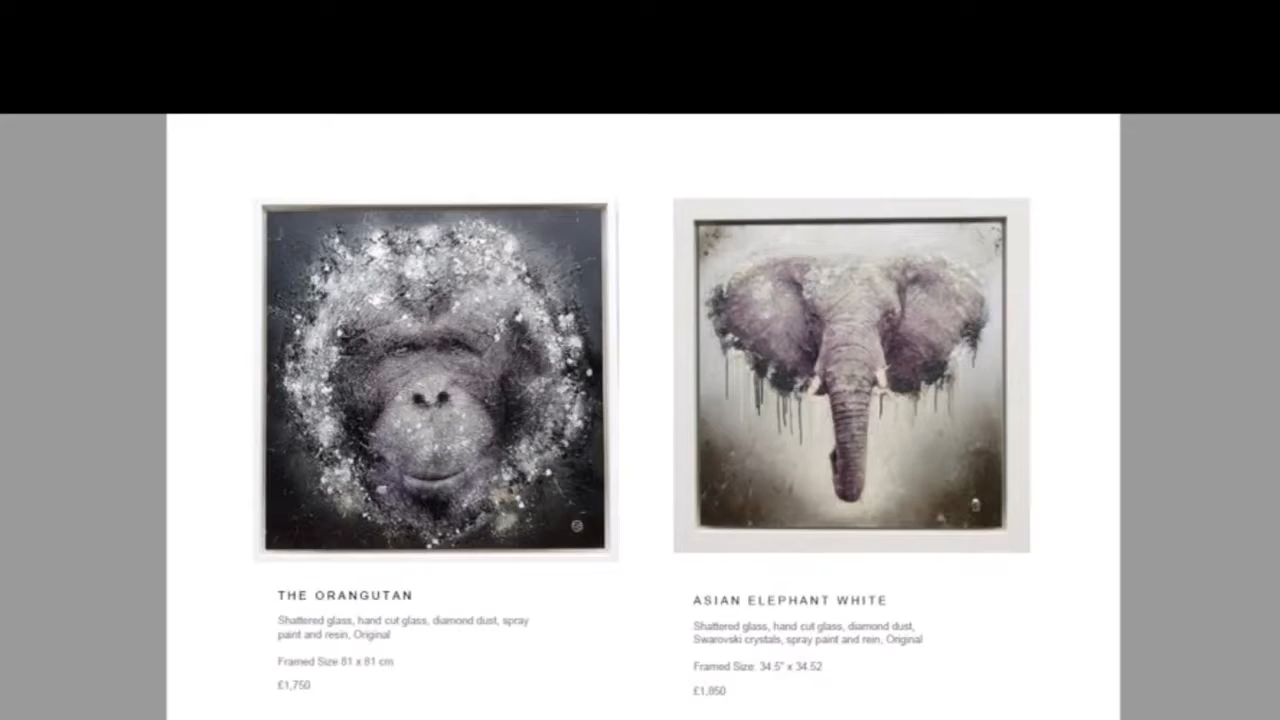 THE ORANGUTAN
Shattered glass, hand cut glass, diamond dust, spray
paint and resin, Original
Framed Size 81 x 81 cm
£1,750
ASIAN ELEPHANT WHITE
Shattered glass, hand cut glass, diamond dust,
Swarovski crystals, spray paint and rein, Original
Framed Size: 34.5" x 34.52
£1,850